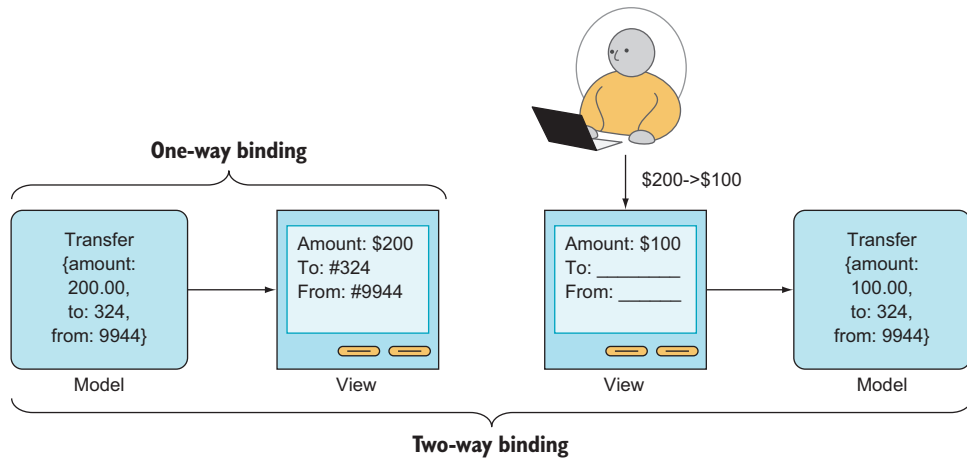 One-way binding
$200->$100
Transfer
{amount:
200.00,
to: 324,
from: 9944}
Model
Amount: $200
To: #324
From: #9944
View
Amount: $100
To: ________
From: ______
View
Transfer
{amount:
100.00,
to: 324,
from: 9944}
Model
Two-way binding